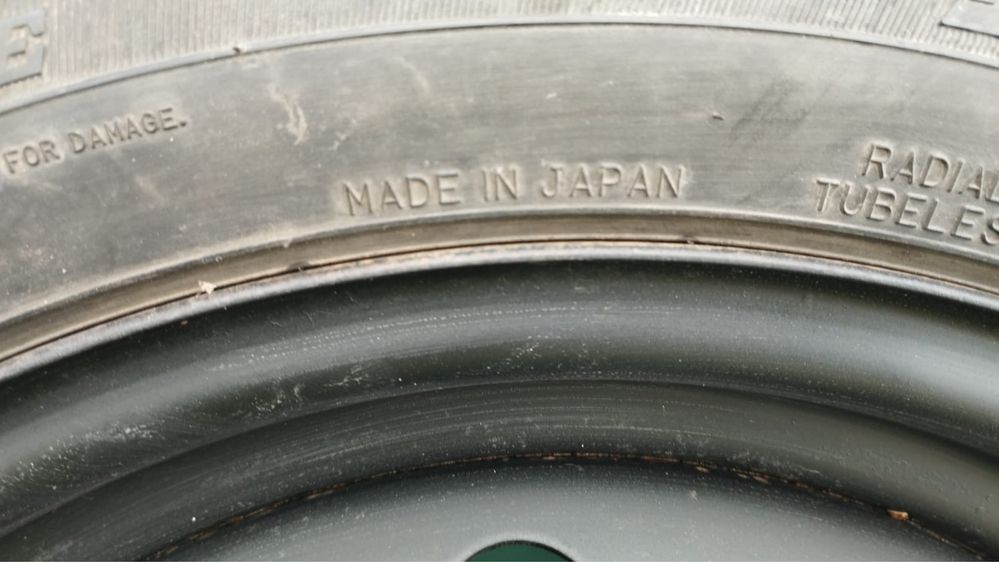 FOR DAMAGE.
MADE IN JAPAN
RADIAL
TUBELES